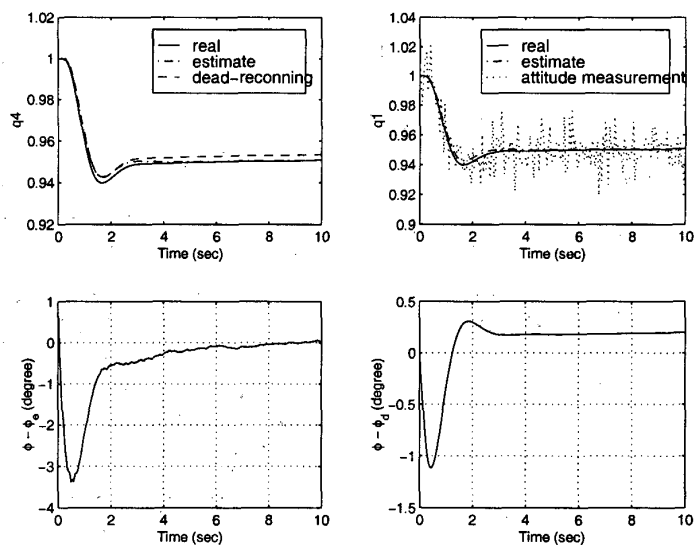 1.04
1
0.98
0.96
0.94
0.92
q4
real
estimate
dead-reconning
0 2 4 6 8 10
Time (sec)
1.04
1.02
1
0.98
0.96
0.94
0.92
0.9
q1
real
estimate
attitude measurement
0 2 4 6 8 10
Time (sec)
1
0
−1
−2
−3
−4
ϕ − ϕe (degree)
0 2 4 6 8 10
Time (sec)
0.5
0
−0.5
−1
−1.5
ϕ − ϕd (degree)
0 2 4 6 8 10
Time (sec)